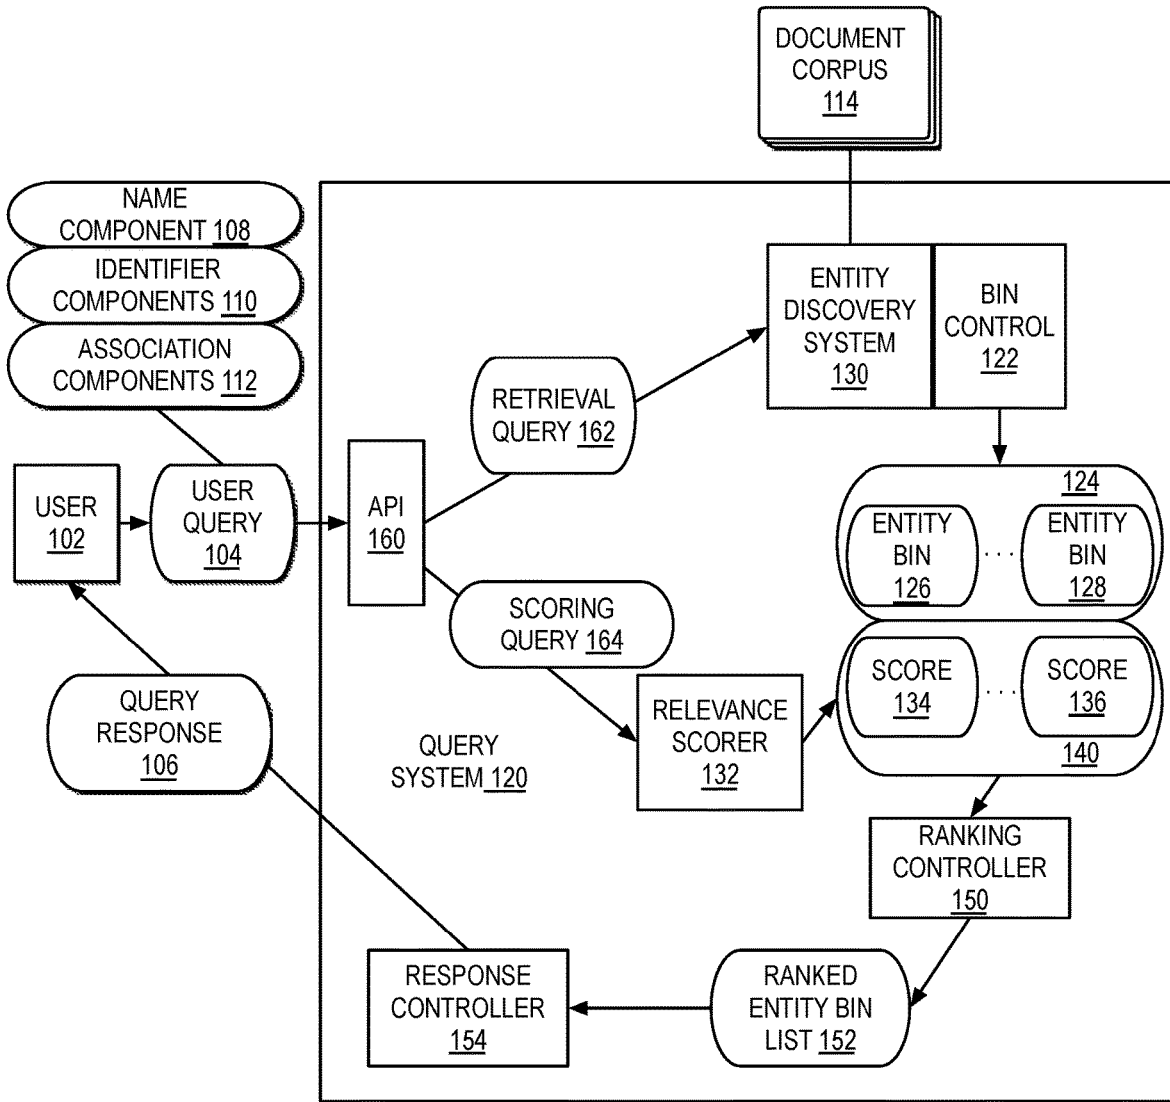 DOCUMENT
CORPUS
114
NAME
COMPONENT 108
IDENTIFIER
COMPONENTS 110
ASSOCIATION
COMPONENTS 112
ENTITY
DISCOVERY
SYSTEM
130
BIN
CONTROL
122
RETRIEVAL
QUERY 162
USER
102
USER
QUERY
104
API
160
124
ENTITY
BIN
126
. . .
ENTITY
BIN
128
SCORING
QUERY 164
SCORE
134
. . .
SCORE
136
140
QUERY
RESPONSE
106
QUERY
SYSTEM 120
RELEVANCE
SCORER
132
RANKING
CONTROLLER
150
RESPONSE
CONTROLLER
154
RANKED
ENTITY BIN
LIST 152